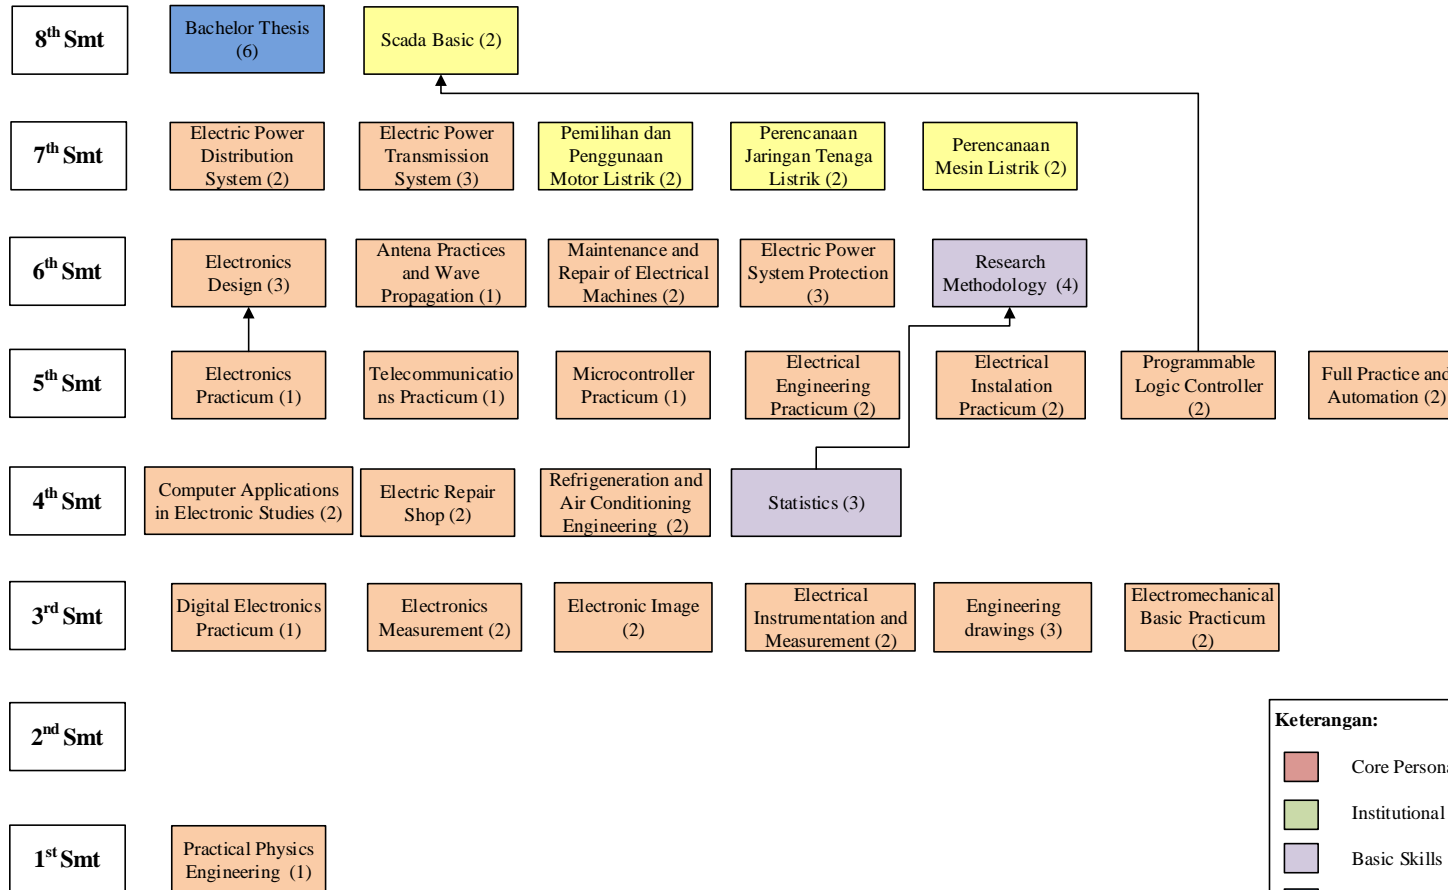 8th Smt
Bachelor Thesis
(6)
Scada Basic (2)
7th Smt
Electric Power
Distribution
System (2)
Electric Power
Transmission
System (3)
Pemilihan dan
Penggunaan
Motor Listrik (2)
Perencanaan
Jaringan Tenaga
Listrik (2)
Perencanaan
Mesin Listrik (2)
6th Smt
Electronics
Design (3)
Antena Practices
and Wave
Propagation (1)
Maintenance and
Repair of Electrical
Machines (2)
Electric Power
System Protection
(3)
Research
Methodology (4)
5th Smt
Electronics
Practicum (1)
Telecommunicatio
ns Practicum (1)
Microcontroller
Practicum (1)
Electrical
Engineering
Practicum (2)
Electrical
Instalation
Practicum (2)
Programmable
Logic Controller
(2)
Full Practice and
Automation (2)
4th Smt
Computer Applications
in Electronic Studies (2)
Electric Repair
Shop (2)
Refrigeneration and
Air Conditioning
Engineering (2)
Statistics (3)
3rd Smt
Digital Electronics
Practicum (1)
Electronics
Measurement (2)
Electronic Image
(2)
Electrical
Instrumentation and
Measurement (2)
Engineering
drawings (3)
Electromechanical
Basic Practicum
(2)
2nd Smt
Keterangan:
Core Persona
Institutional
Basic Skills
1st Smt
Practical Physics
Engineering (1)